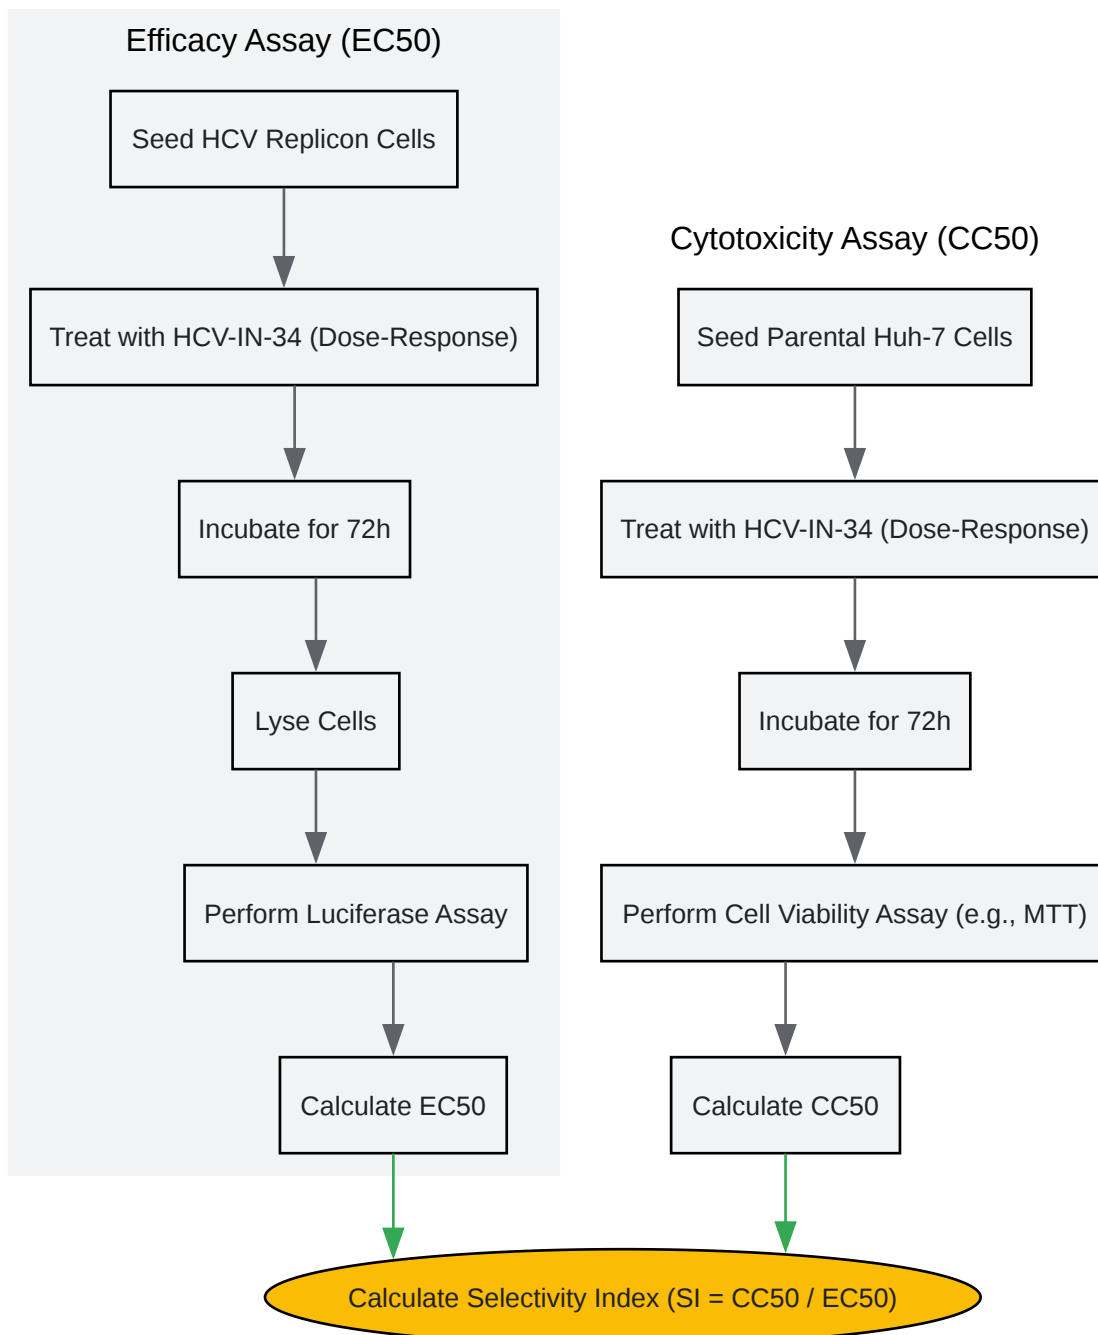 Efficacy Assay (EC50)
Seed HCV Replicon Cells
Treat with HCV-IN-34 (Dose-Response)
Incubate for 72h
Lyse Cells
Perform Luciferase Assay
Calculate EC50
Cytotoxicity Assay (CC50)
Seed Parental Huh-7 Cells
Treat with HCV-IN-34 (Dose-Response)
Incubate for 72h
Perform Cell Viability Assay (e.g., MTT)
Calculate CC50
Calculate Selectivity Index (SI = CC50 / EC50)